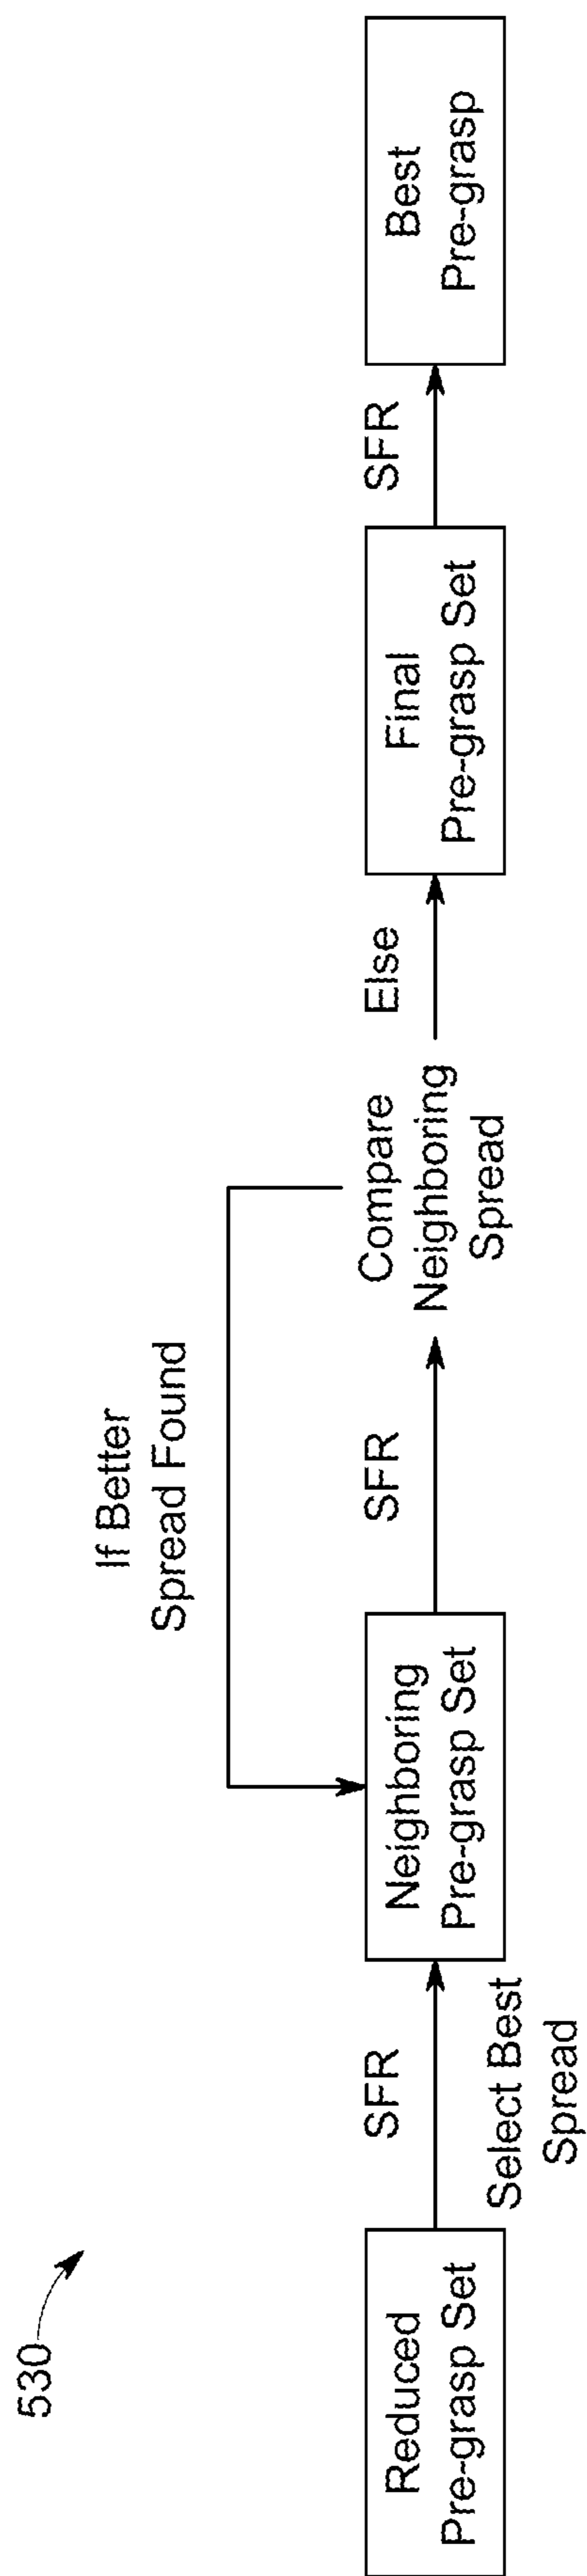 530
Reduced
Pre-grasp Set
SFR
Select Best
Spread
Neighboring
Pre-grasp Set
If Better
Spread Found
SFR
Compare
Neighboring
Spread
Else
Final
Pre-grasp Set
SFR
Best
Pre-grasp